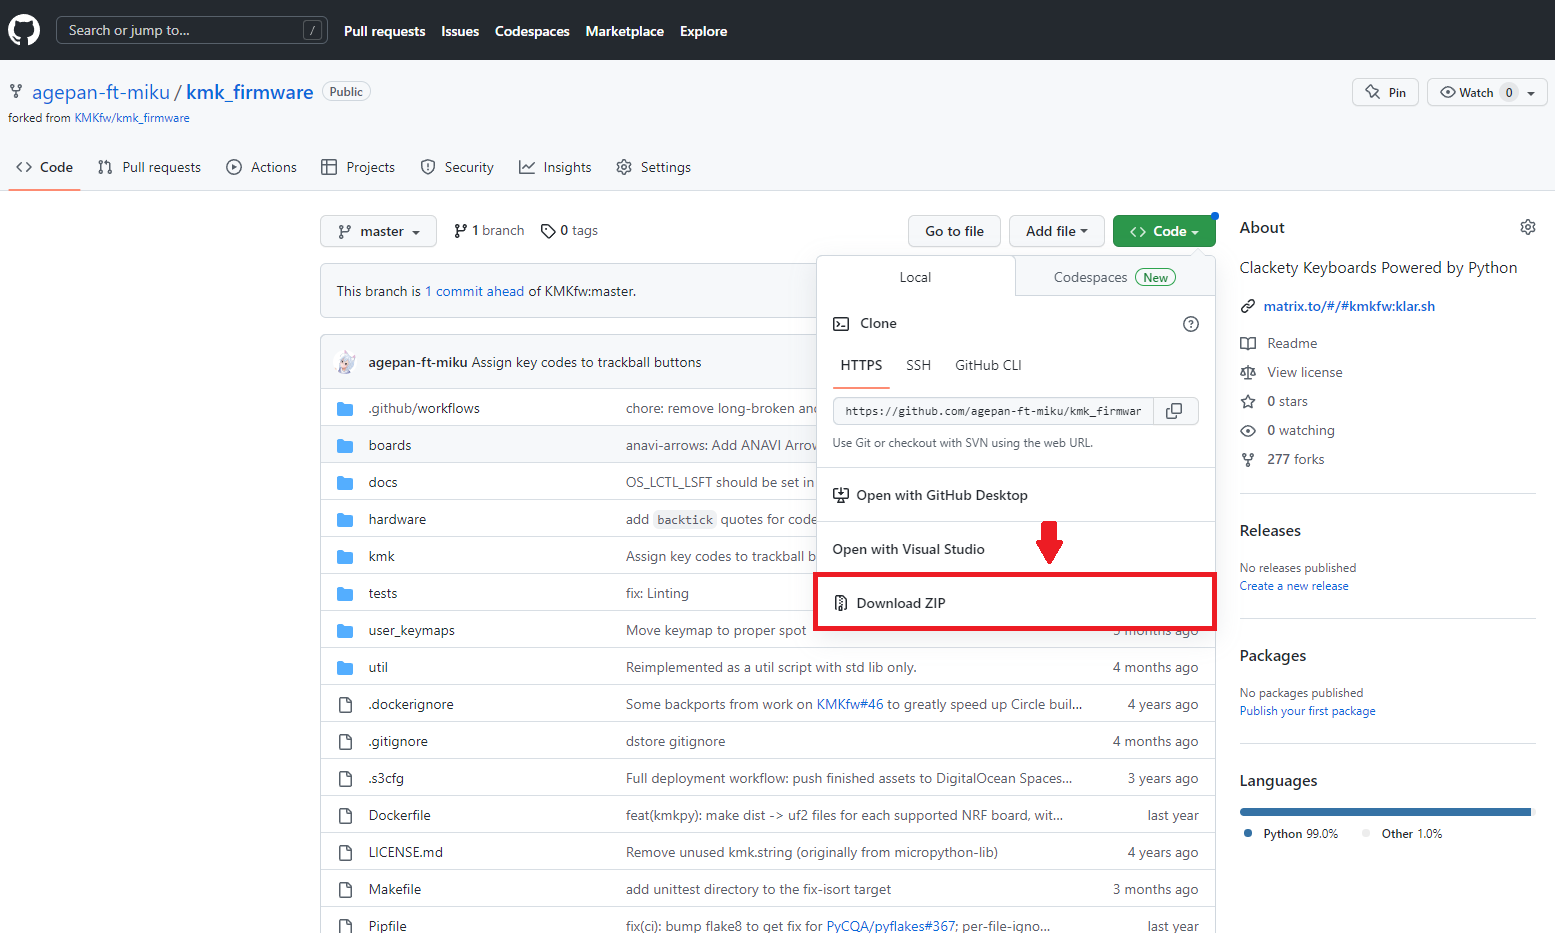 Search or jump to... / Pull requests Issues Codespaces Marketplace Explore
agepan-ft-miku / kmk_firmware Public Pin Watch 0
forked from KMKfw/kmk_firmware
Code Pull requests Actions Projects Security Insights Settings
master 1 branch 0 tags Go to file Add file Code
This branch is 1 commit ahead of KMKfw:master.
agepan-ft-miku Assign key codes to trackball buttons
.github/workflows chore: remove long-broken an
boards anavi-arrows: Add ANAVI Arro
docs OS_LCTL_LSFT should be set in
hardware add backtick quotes for code
kmk Assign key codes to trackball b
tests fix: Linting
user_keymaps Move keymap to proper spot months ago
util Reimplemented as a util script with std lib only. 4 months ago
.dockerignore Some backports from work on KMKfw#46 to greatly speed up Circle buil... 4 years ago
.gitignore dstore gitignore 4 months ago
.s3cfg Full deployment workflow: push finished assets to DigitalOcean Spaces... 3 years ago
Dockerfile feat(kmkpy): make dist -> uf2 files for each supported NRF board, wit... last year
LICENSE.md Remove unused kmk.string (originally from micropython-lib) 4 years ago
Makefile add unittest directory to the fix-isort target 3 months ago
Pipfile fix(ci): bump flake8 to get fix for PyCQA/pyflakes#367; per-file-igno... last year
Local Codespaces New
Clone
HTTPS SSH GitHub CLI
https://github.com/agepan-ft-miku/kmk_firmwar
Use Git or checkout with SVN using the web URL.
Open with GitHub Desktop
Open with Visual Studio
Download ZIP
About
Clackety Keyboards Powered by Python
matrix.to/#/#kmkfw:klar.sh
Readme
View license
0 stars
0 watching
277 forks
Releases
No releases published
Create a new release
Packages
No packages published
Publish your first package
Languages
Python 99.0% Other 1.0%